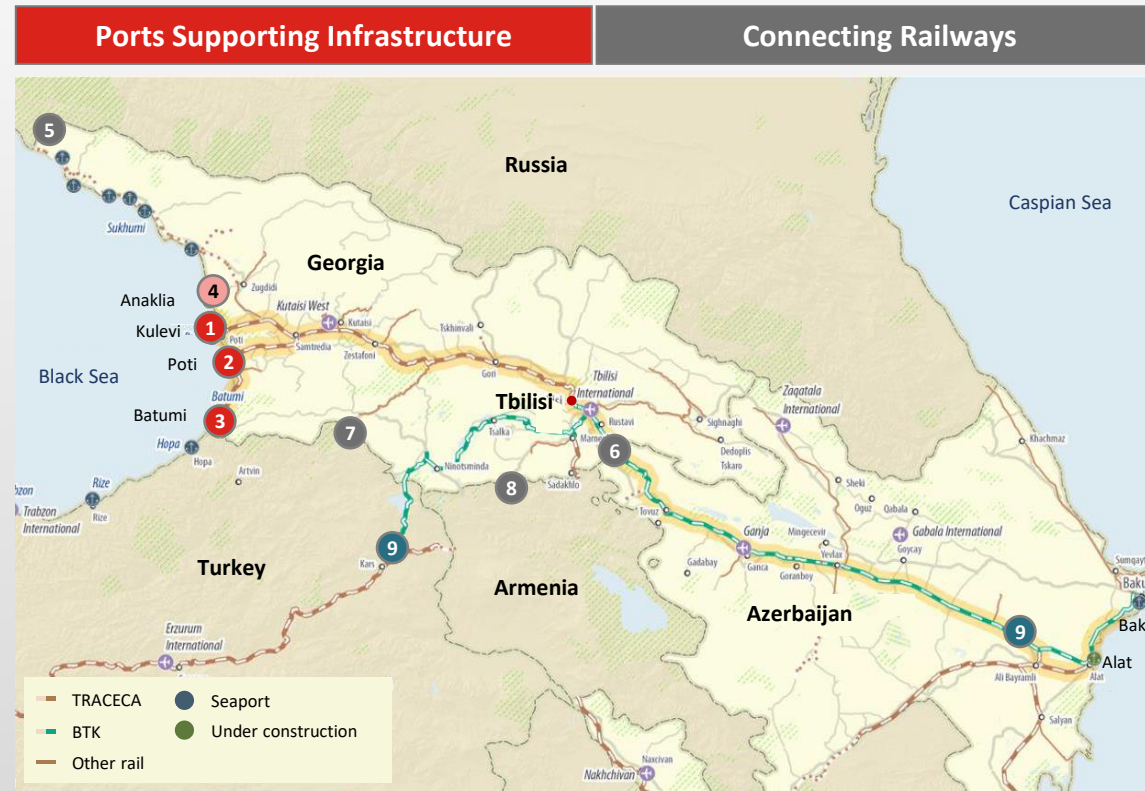 Ports Supporting Infrastructure
Connecting Railways
5
Russia
Caspian Sea
Sukhumi
Georgia
4
Zugdidi
Anaklia
Kutaisi West
Kutaisi
Kulevi
1
Poti
Samtredia
Zestafoni
Tskhinvali
Poti
2
Gori
Tbilisi
International
Zaqatala
International
Black Sea
Batumi
Tbilisi
Rustavi
Sighnaghi
Khachmaz
Batumi
3
7
Tsalka
6
Dedoplis
Tskaro
Hopa
Hopa
Ninotsminda
8
Sadakhlo
Sheki
Artvin
Oguz
Qabala
Rize
Rize
Tovuz
Trabzon
International
9
Ganja
Mingecevir
Gabala International
Goycay
Kars
Gadabay
Ganca
Goranboy
Yevlax
Turkey
Armenia
Azerbaijan
Sumqayt
Baku
Bak
9
Erzurum
International
Alat
Ali Bayramli
Alat
TRACECA
Seaport
BTK
Under construction
Other rail
Salyan
Naxcivan
Nakhchivan